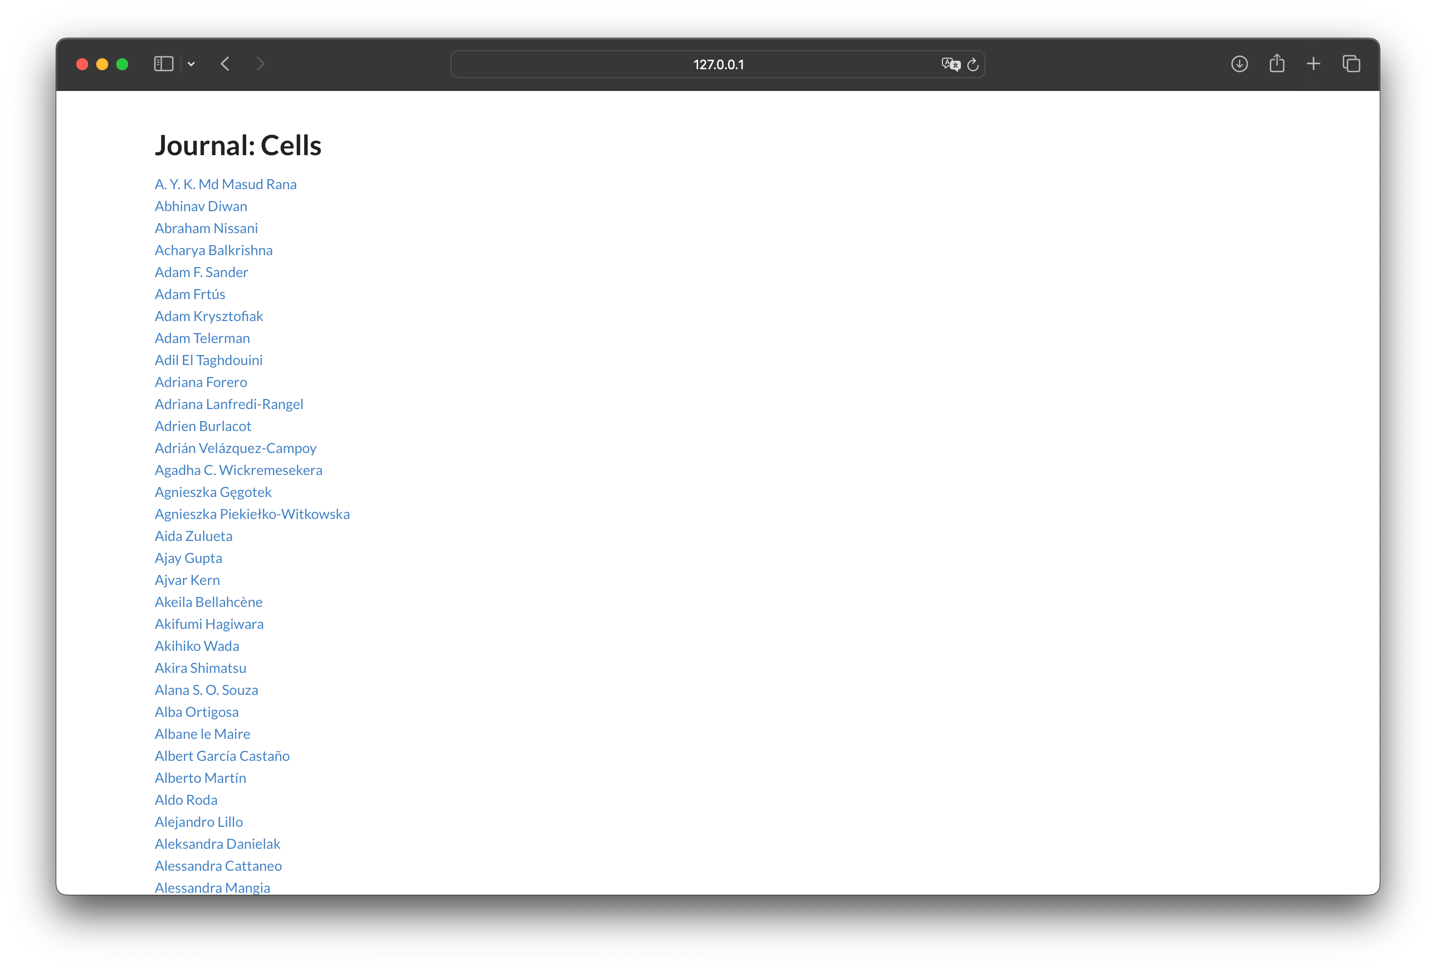 127.0.0.1
Journal: Cells
A. Y. K. Md Masud Rana
Abhinav Diwan
Abraham Nissani
Acharya Balkrishna
Adam F. Sander
Adam Frtús
Adam Krysztofiak
Adam Telerman
Adil El Taghdouini
Adriana Forero
Adriana Lanfredi-Rangel
Adrien Burlacot
Adrián Velázquez-Campoy
Agadha C. Wickremesekera
Agnieszka Gęgotek
Agnieszka Piekiełko-Witkowska
Aida Zulueta
Ajay Gupta
Ajvar Kern
Akeila Bellahcène
Akifumi Hagiwara
Akihiko Wada
Akira Shimatsu
Alana S. O. Souza
Alba Ortigosa
Albane le Maire
Albert García Castaño
Alberto Martín
Aldo Roda
Alejandro Lillo
Aleksandra Danielak
Alessandra Cattaneo
Alessandra Mangia